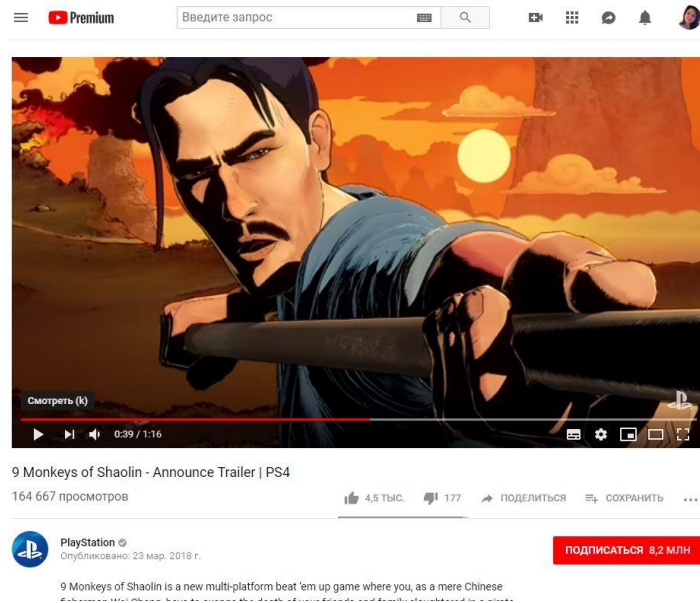 Premium
Введите запрос
Смотреть (k)
0:39 / 1:16
9 Monkeys of Shaolin - Announce Trailer | PS4
164 667 просмотров
4,5 ТЫС.
177
ПОДЕЛИТЬСЯ
СОХРАНИТЬ
PlayStation
Опубликовано: 23 мар. 2018 г.
ПОДПИСАТЬСЯ 8,2 МЛН
9 Monkeys of Shaolin is a new multi-platform beat 'em up game where you, as a mere Chinese